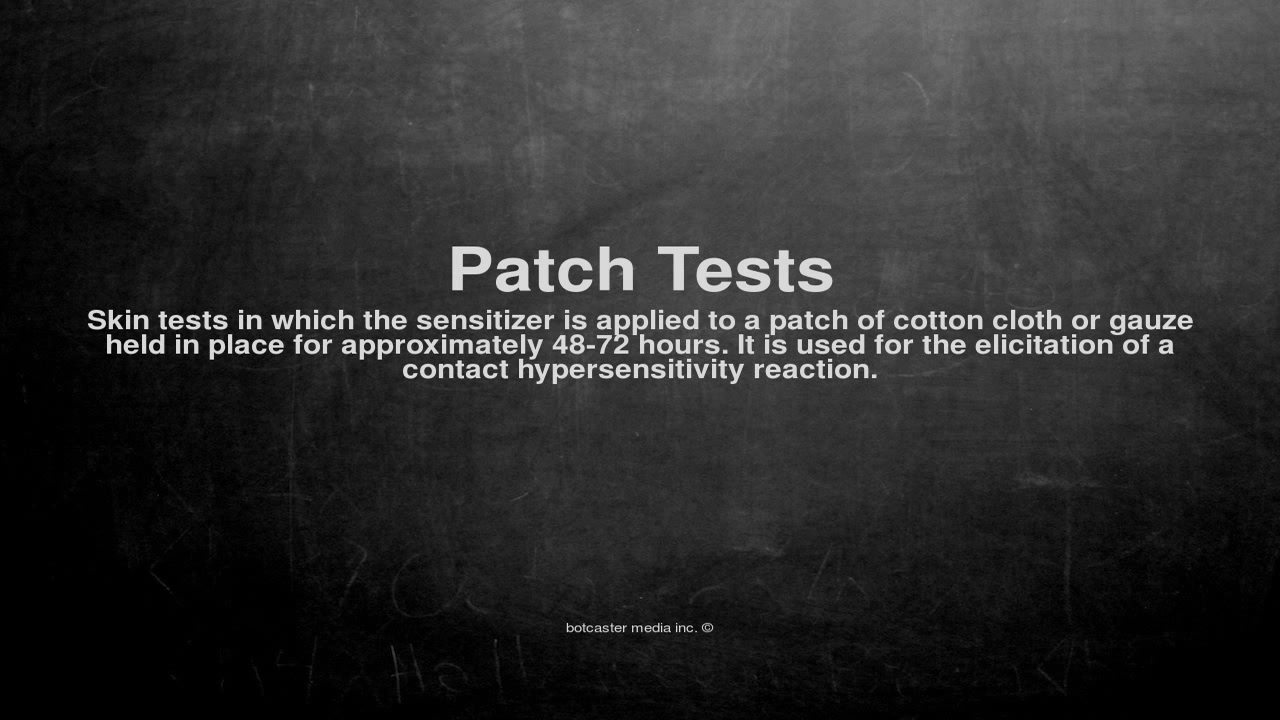 Patch Tests
Skin tests in which the sensitizer is applied to a patch of cotton cloth or gauze
held in place for approximately 48-72 hours. It is used for the elicitation of a
contact hypersensitivity reaction.
botcaster media inc. ©